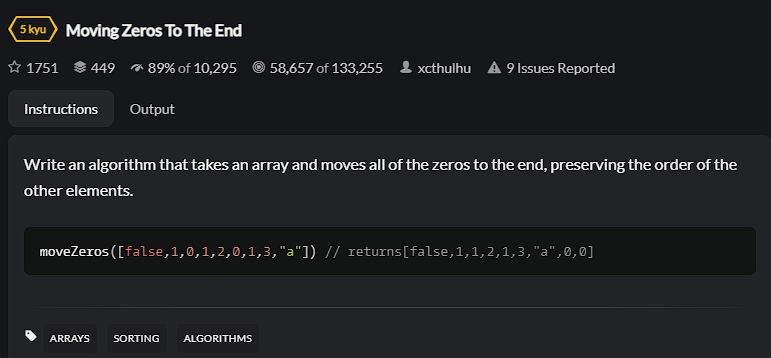 5 kyu Moving Zeros To The End
1751 449 89% of 10,295 58,657 of 133,255 xcthulhu 9 Issues Reported
Instructions Output
Write an algorithm that takes an array and moves all of the zeros to the end, preserving the order of the
other elements.
moveZeros([false,1,0,1,2,0,1,3,"a"]) // returns[false,1,1,2,1,3,"a",0,0]
ARRAYS SORTING ALGORITHMS